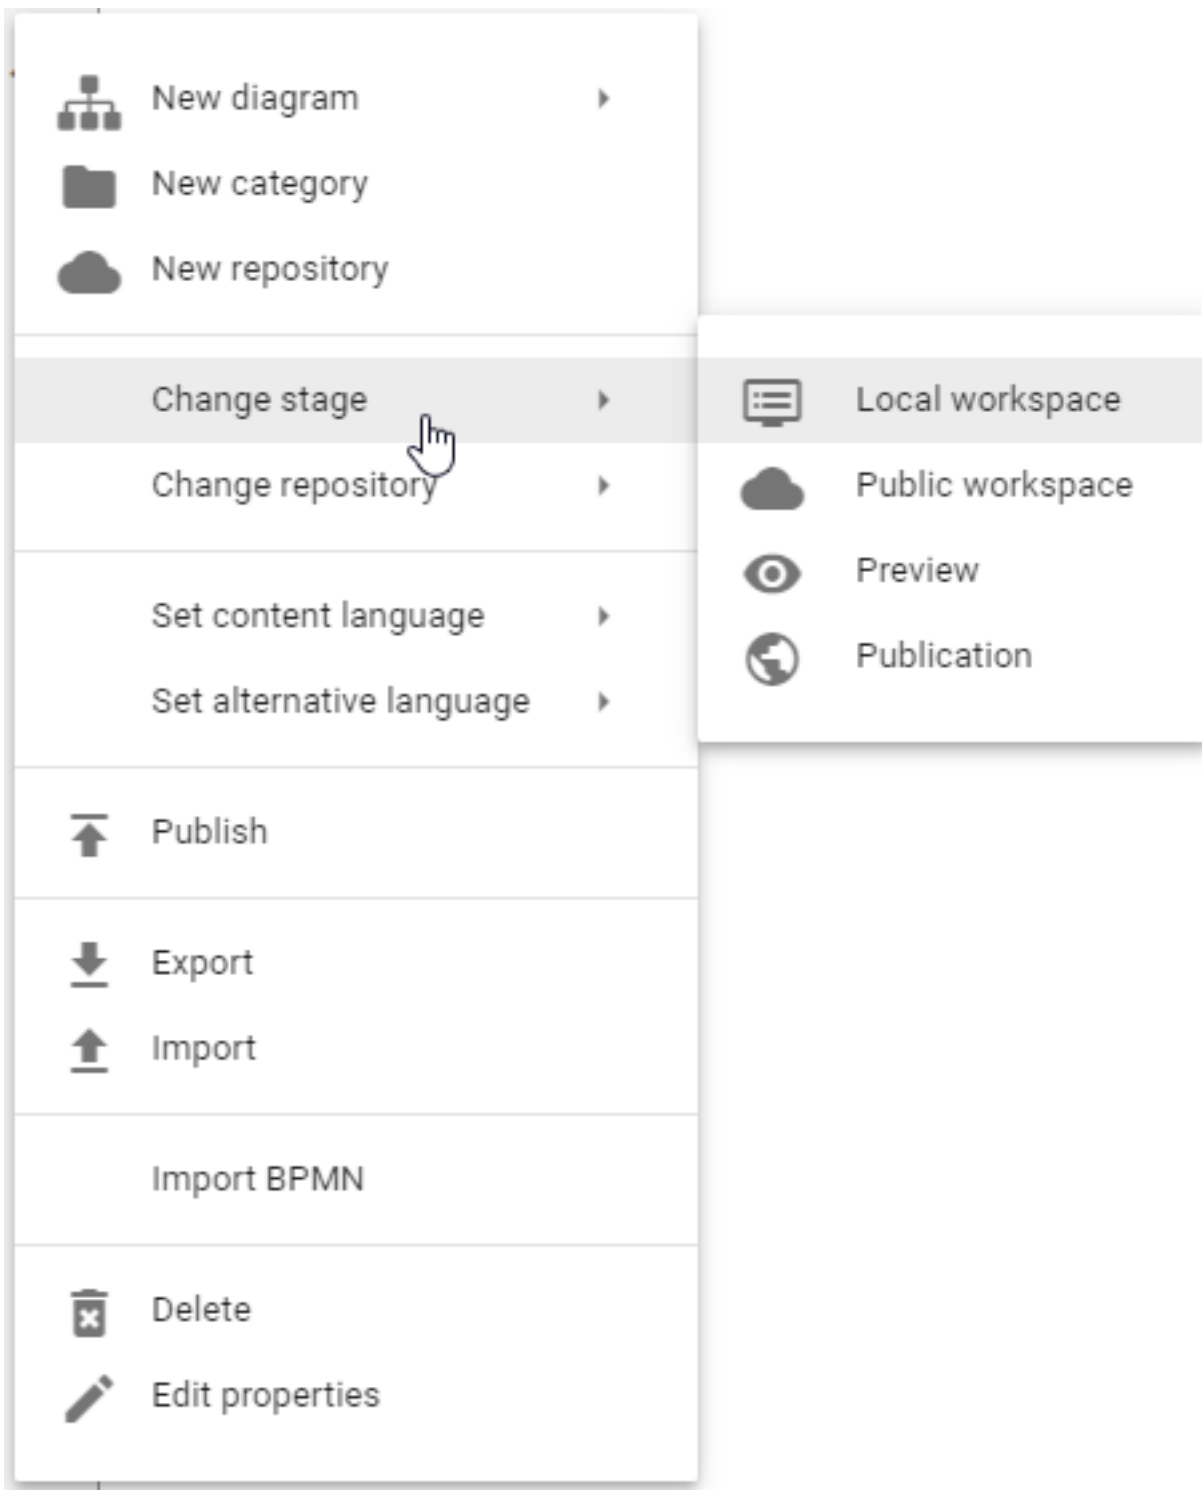 New diagram
New category
New repository
Change stage
Change repository
Set content language
Set alternative language
Publish
Export
Import
Import BPMN
Delete
Edit properties
Local workspace
Public workspace
Preview
Publication